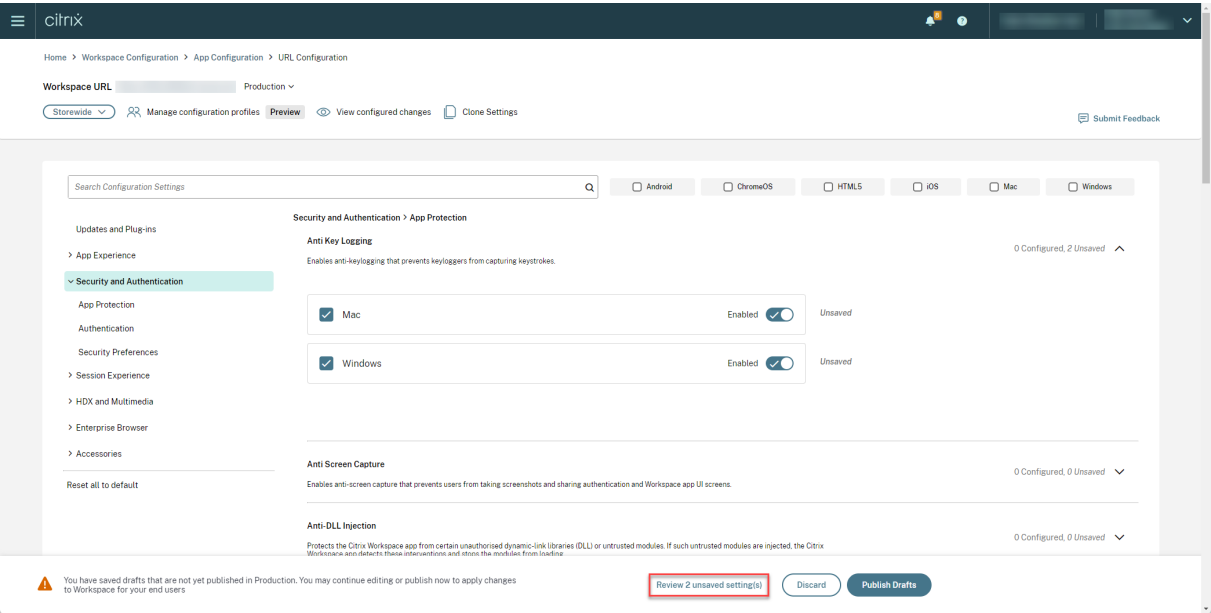 citrix
Home > Workspace Configuration > App Configuration > URL Configuration
Workspace URL Production
Storewide Manage configuration profiles Preview View configured changes Clone Settings
Submit Feedback
Search Configuration Settings
Android ChromeOS HTML5 iOS Mac Windows
Updates and Plug-ins
App Experience
Security and Authentication
App Protection
Authentication
Security Preferences
Session Experience
HDX and Multimedia
Enterprise Browser
Accessories
Reset all to default
Security and Authentication > App Protection
Anti Key Logging
0 Configured, 2 Unsaved
Enables anti-keylogging that prevents keyloggers from capturing keystrokes.
Mac Enabled Unsaved
Windows Enabled Unsaved
Anti Screen Capture
0 Configured, 0 Unsaved
Enables anti-screen capture that prevents users from taking screenshots and sharing authentication and Workspace app UI screens.
Anti-DLL Injection
0 Configured, 0 Unsaved
Protects the Citrix Workspace app from certain unauthorised dynamic-link libraries (DLL) or untrusted modules. If such untrusted modules are injected, the Citrix
Workspace app detects these interventions and stops the modules from loading.
You have saved drafts that are not yet published in Production. You may continue editing or publish now to apply changes
to Workspace for your end users
Review 2 unsaved setting(s) Discard Publish Drafts